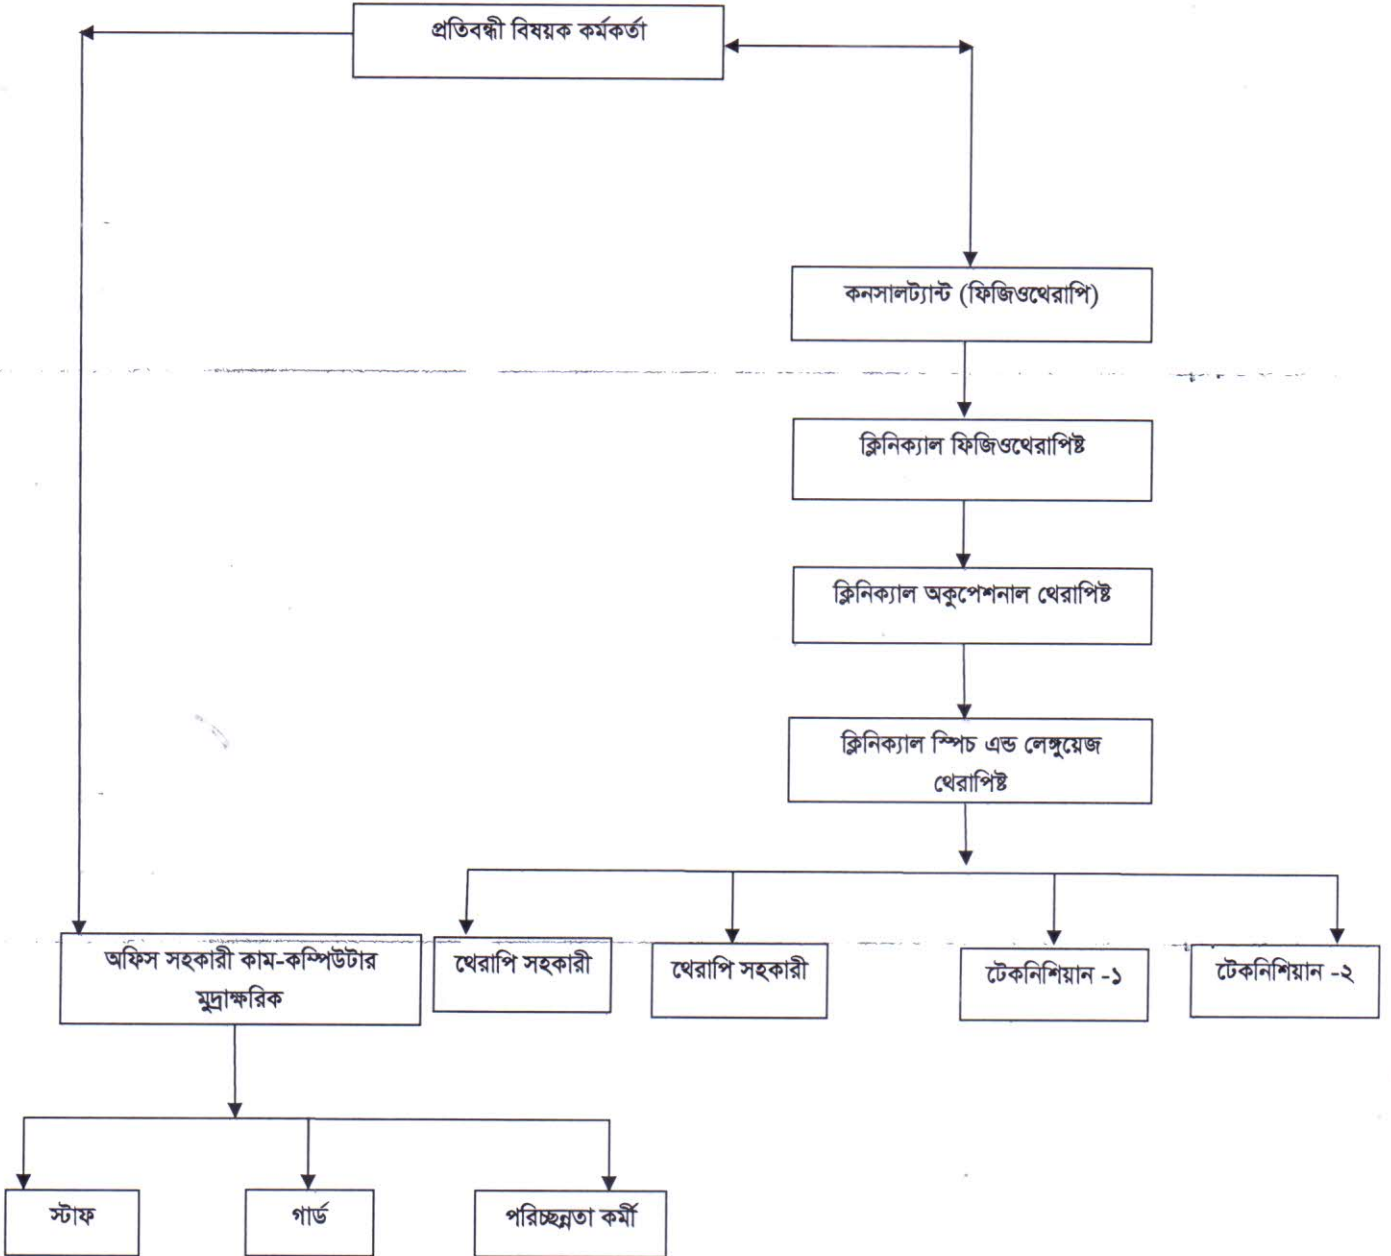 প্রতিবন্ধী বিষয়ক কর্মকর্তা
কনসালট্যান্ট (ফিজিওথেরাপি)
ক্লিনিক্যাল ফিজিওথেরাপিষ্ট
ক্লিনিক্যাল অকুপেশনাল থেরাপিষ্ট
ক্লিনিক্যাল স্পিচ এন্ড লেঙ্গুয়েজ
থেরাপিষ্ট
অফিস সহকারী কাম-কম্পিউটার
মুদ্রাক্ষরিক
থেরাপি সহকারী
থেরাপি সহকারী
টেকনিশিয়ান -১
টেকনিশিয়ান -২
স্টাফ
গার্ড
পরিচ্ছন্নতা কর্মী